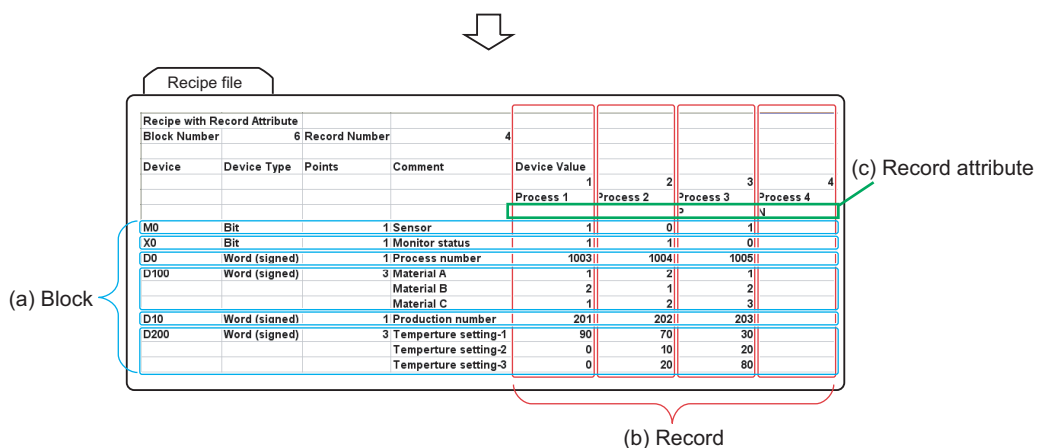 Recipe file
Recipe with Record Attribute
Block Number 6 Record Number 4
Device Device Type Points Comment Device Value
1 2 3 4
(c) Record attribute
Process 1 Process 2 Process 3 Process 4
P N
M0 Bit 1 Sensor 1 0 1
X0 Bit 1 Monitor status 1 1 0
D0 Word (signed) 1 Process number 1003 1004 1005
D100 Word (signed) 3 Material A 1 2 1
Material B 2 1 2
(a) Block
Material C 1 2 3
D10 Word (signed) 1 Production number 201 202 203
D200 Word (signed) 3 Temperture setting-1 90 70 30
Temperture setting-2 0 10 20
Temperture setting-3 0 20 80
(b) Record